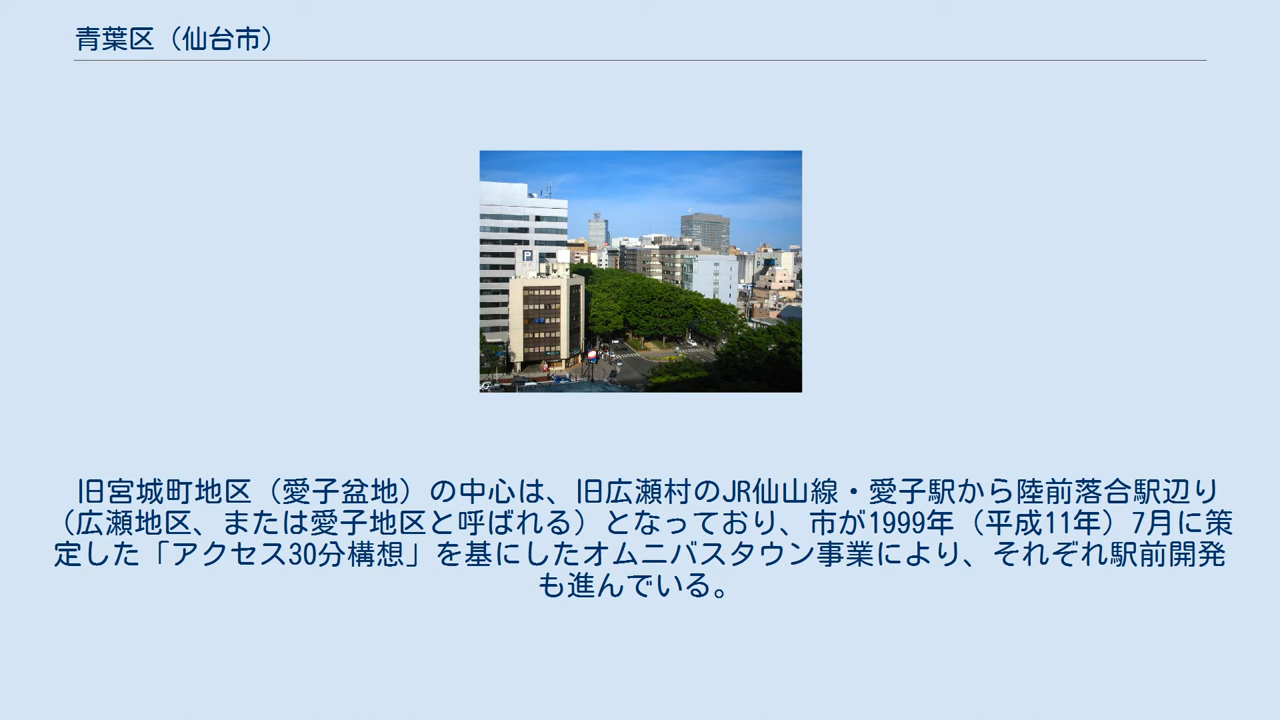 青葉区（仙台市）
P
旧宮城町地区（愛子盆地）の中心は、旧広瀬村のJR仙山線・愛子駅から陸前落合駅辺り
（広瀬地区、または愛子地区と呼ばれる）となっており、市が1999年（平成11年）7月に策
定した「アクセス30分構想」を基にしたオムニバスタウン事業により、それぞれ駅前開発
も進んでいる。